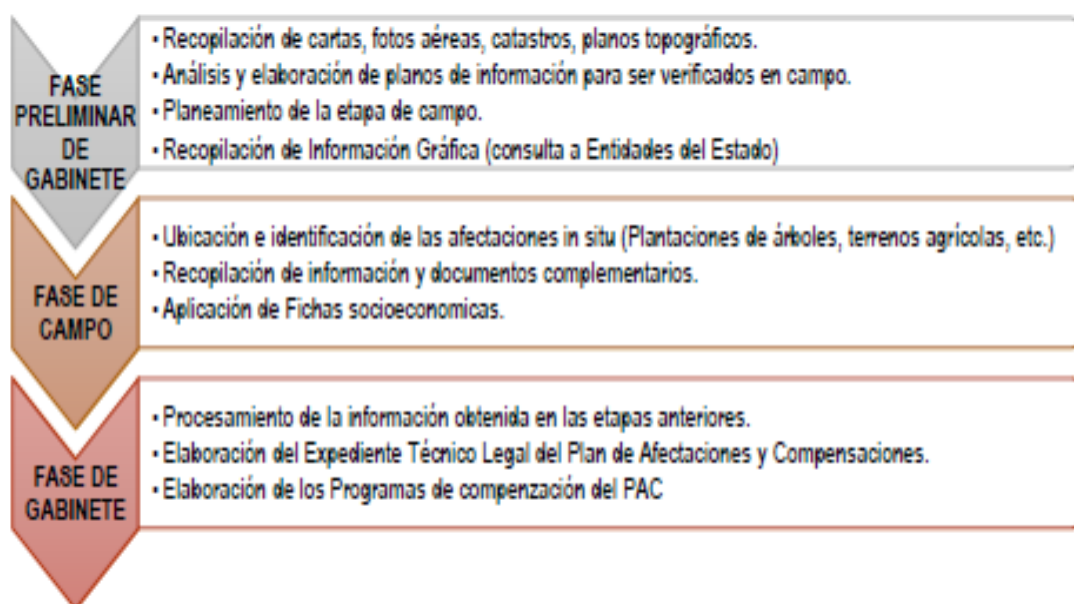 FASE
PRELIMINAR
DE
GABINETE
• Recopilación de cartas, fotos aéreas, catastros, planos topográficos.
• Análisis y elaboración de planos de información para ser verificados en campo.
• Planeamiento de la etapa de campo.
• Recopilación de Información Gráfica (consulta a Entidades del Estado)
FASE DE
CAMPO
• Ubicación e identificación de las afectaciones in situ (Plantaciones de árboles, terrenos agrícolas, etc.)
• Recopilación de información y documentos complementarios.
• Aplicación de Fichas socioeconomicas.
FASE DE
GABINETE
• Procesamiento de la información obtenida en las etapas anteriores.
• Elaboración del Expediente Técnico Legal del Plan de Afectaciones y Compensaciones.
• Elaboración de los Programas de compenzación del PAC